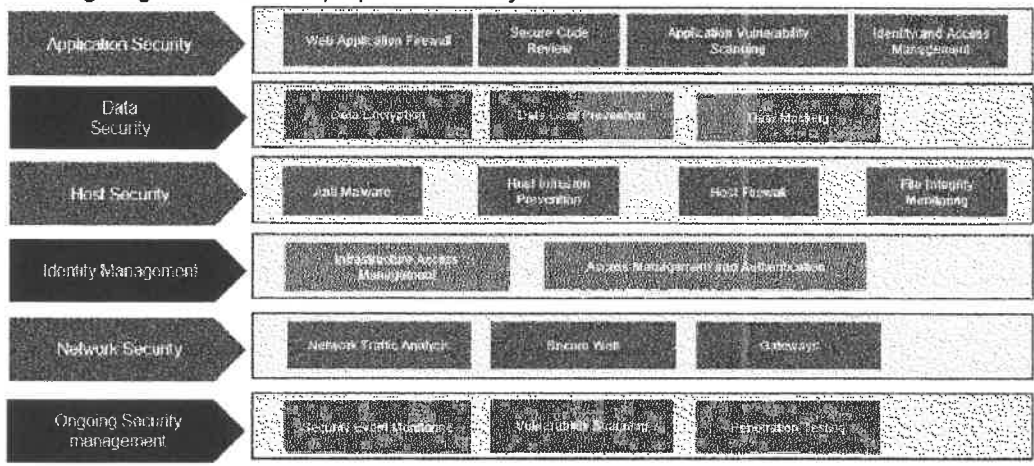 Application Security
Web Application Firewall
Secure Code
Review
Application Vulnerability
Scanning
Identity and Access
Management
Data
Security
Data Encryption
Data Loss Prevention
Data Masking
Host Security
Anti Malware
Host Intrusion
Prevention
Host Firewall
File Integrity
Monitoring
Identity Management
Infrastructure Access
Management
Access Management and Authentication
Network Security
Network Traffic Analysis
Secure Web
Gateways
Ongoing Security
management
Security Event Monitoring
Vulnerability Scanning
Penetration Testing